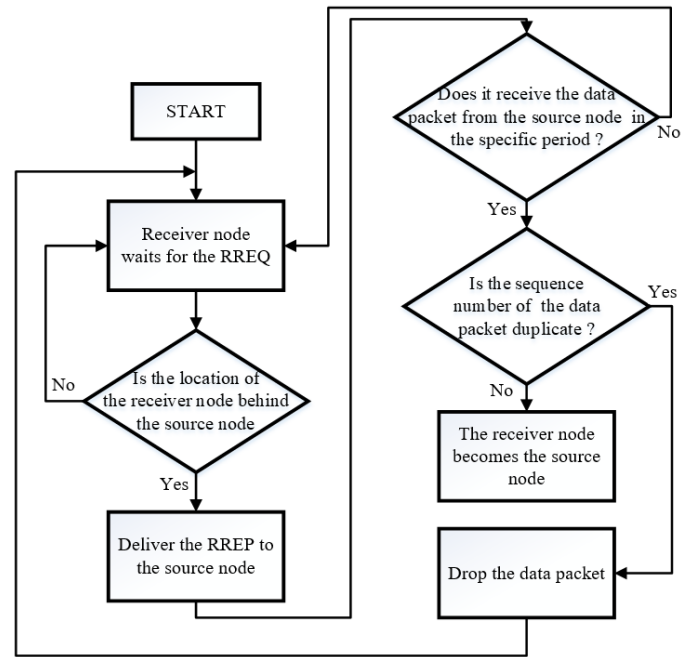 START
Receiver node
waits for the RREQ
No
Is the location of
the receiver node behind
the source node
Yes
Deliver the RREP to
the source node
Does it receive the data
packet from the source node in
the specific period ?
No
Yes
Is the sequence
number of the data
packet duplicate ?
Yes
No
The receiver node
becomes the source
node
Drop the data packet